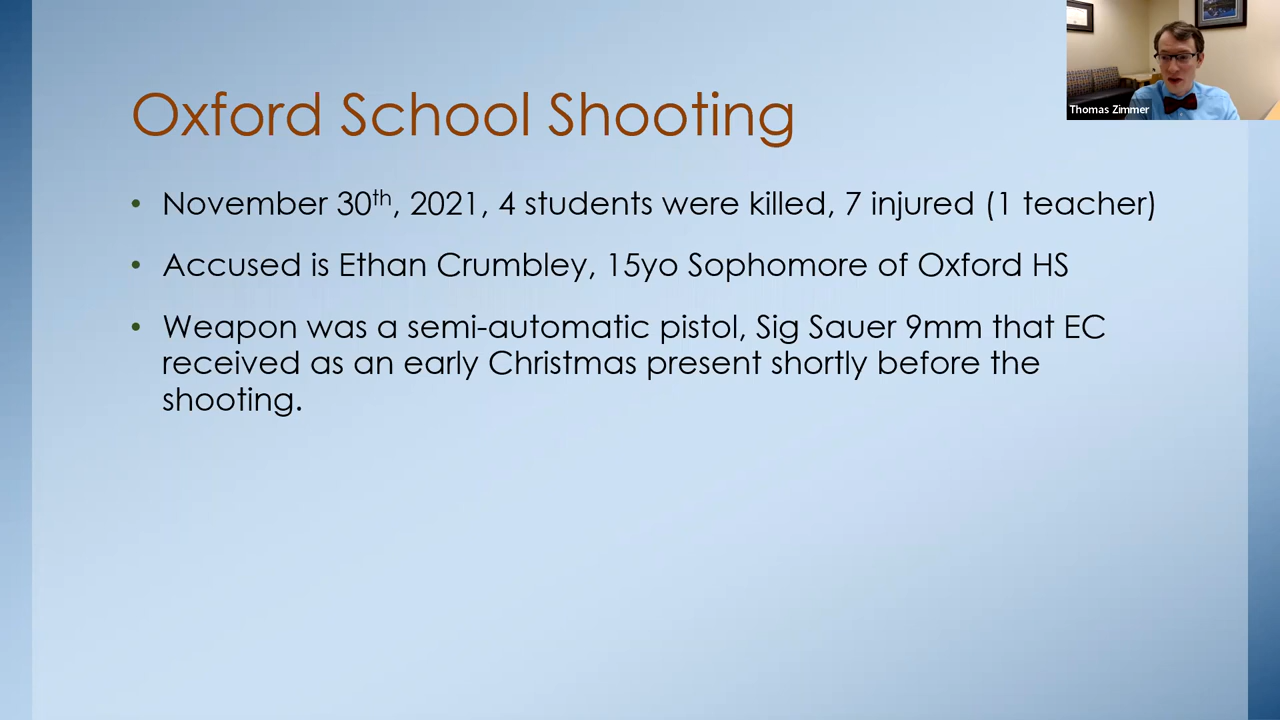 Oxford School Shooting
Thomas Zimmer
• November 30th, 2021, 4 students were killed, 7 injured (1 teacher)
• Accused is Ethan Crumbley, 15yo Sophomore of Oxford HS
• Weapon was a semi-automatic pistol, Sig Sauer 9mm that EC
received as an early Christmas present shortly before the
shooting.